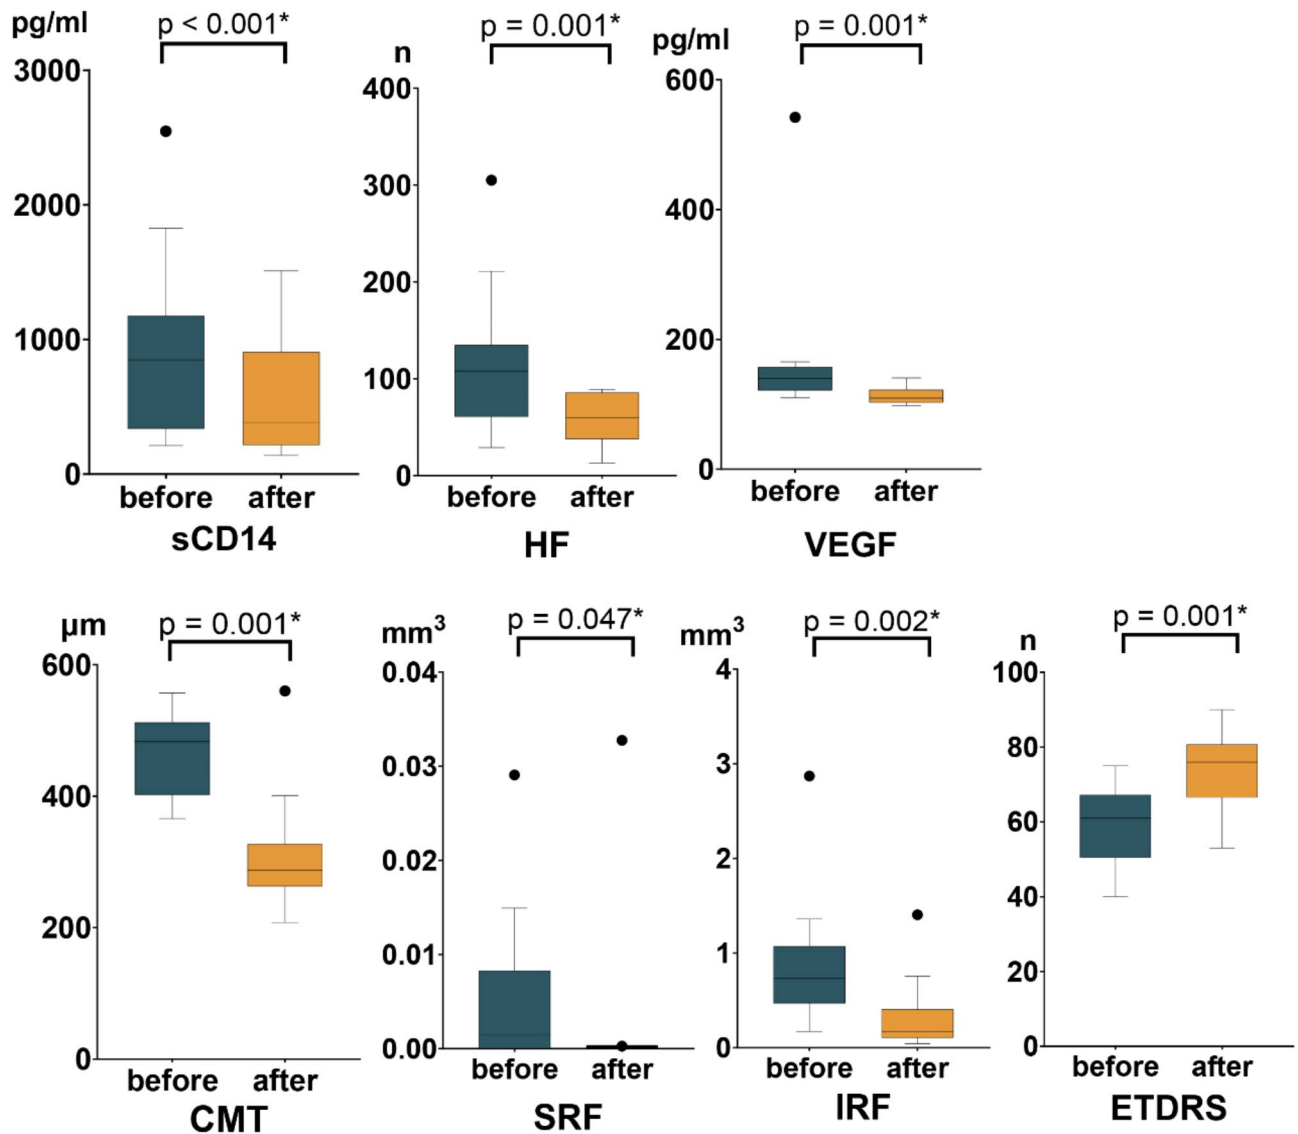 pg/ml
p < 0.001*
3000
2000
1000
0
before after
sCD14
n
p = 0.001*
400
300
200
100
0
before after
HF
pg/ml
p = 0.001*
600
400
200
0
before after
VEGF
µm
p = 0.001*
600
400
200
0
before after
CMT
mm³
p = 0.047*
0.04
0.03
0.02
0.01
0.00
before after
SRF
mm³
p = 0.002*
4
3
2
1
0
before after
IRF
n
p = 0.001*
100
80
60
40
20
0
before after
ETDRS